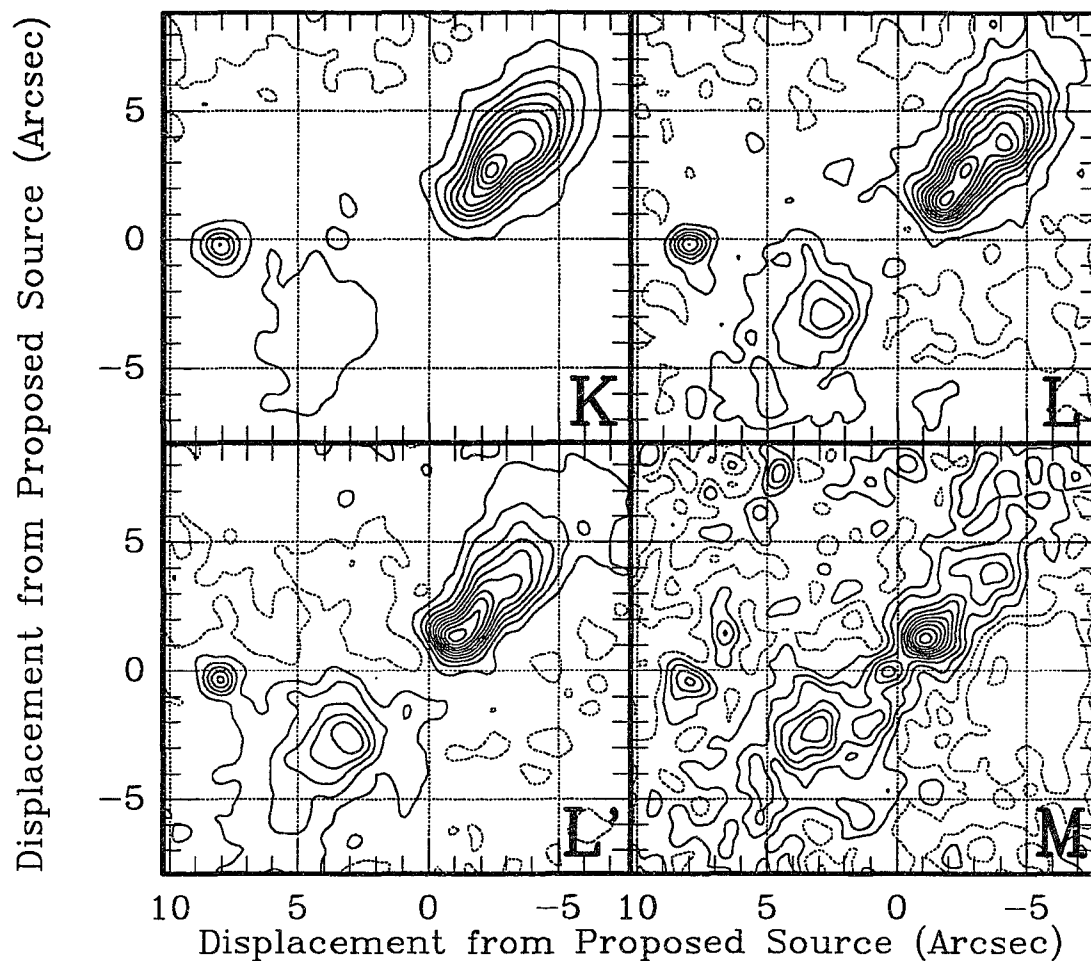 Displacement from Proposed Source (Arcsec)
5
0
−5
K
L
5
0
−5
L'
M
10 5 0 −5 10 5 0 −5
Displacement from Proposed Source (Arcsec)